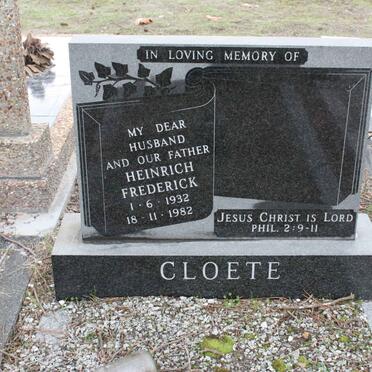 IN LOVING MEMORY OF
MY DEAR
HUSBAND
AND OUR FATHER
HEINRICH
FREDERICK
1·6·1932
18·11·1982
JESUS CHRIST IS LORD
PHIL. 2:9-11
CLOETE